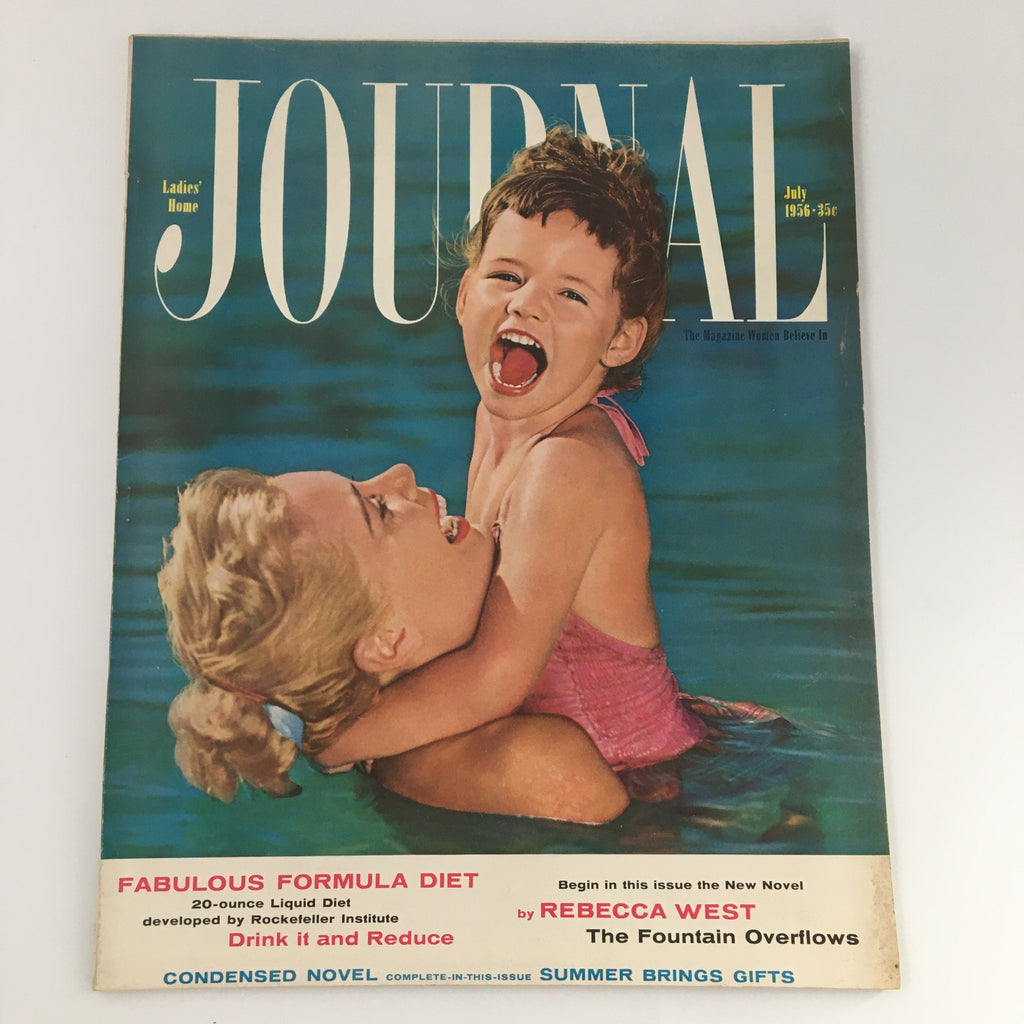 JOURNAL
Ladies'
Home
July
1956·35¢
The Magazine Women Believe In
FABULOUS FORMULA DIET
20-ounce Liquid Diet
developed by Rockefeller Institute
Drink it and Reduce
Begin in this issue the New Novel
by REBECCA WEST
The Fountain Overflows
CONDENSED NOVEL COMPLETE-IN-THIS-ISSUE SUMMER BRINGS GIFTS